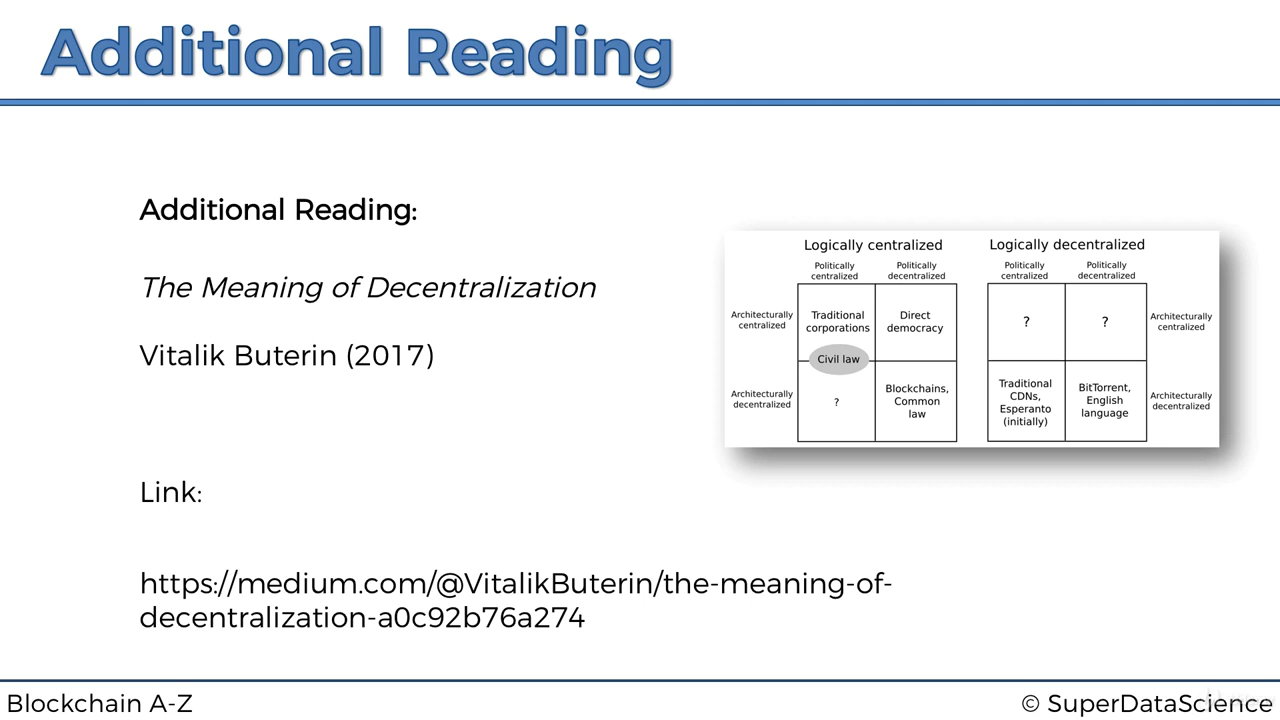 Additional Reading
Additional Reading:
The Meaning of Decentralization
Vitalik Buterin (2017)
Link:
https://medium.com/@VitalikButerin/the-meaning-of-
decentralization-a0c92b76a274
Logically centralized
Logically decentralized
Politically
centralized
Politically
decentralized
Politically
centralized
Politically
decentralized
Architecturally
centralized
Traditional
corporations
Direct
democracy
?
?
Architecturally
centralized
Civil law
Architecturally
decentralized
?
Blockchains,
Common
law
Traditional
CDNs,
Esperanto
(initially)
BitTorrent,
English
language
Architecturally
decentralized
Blockchain A-Z
© SuperDataScience